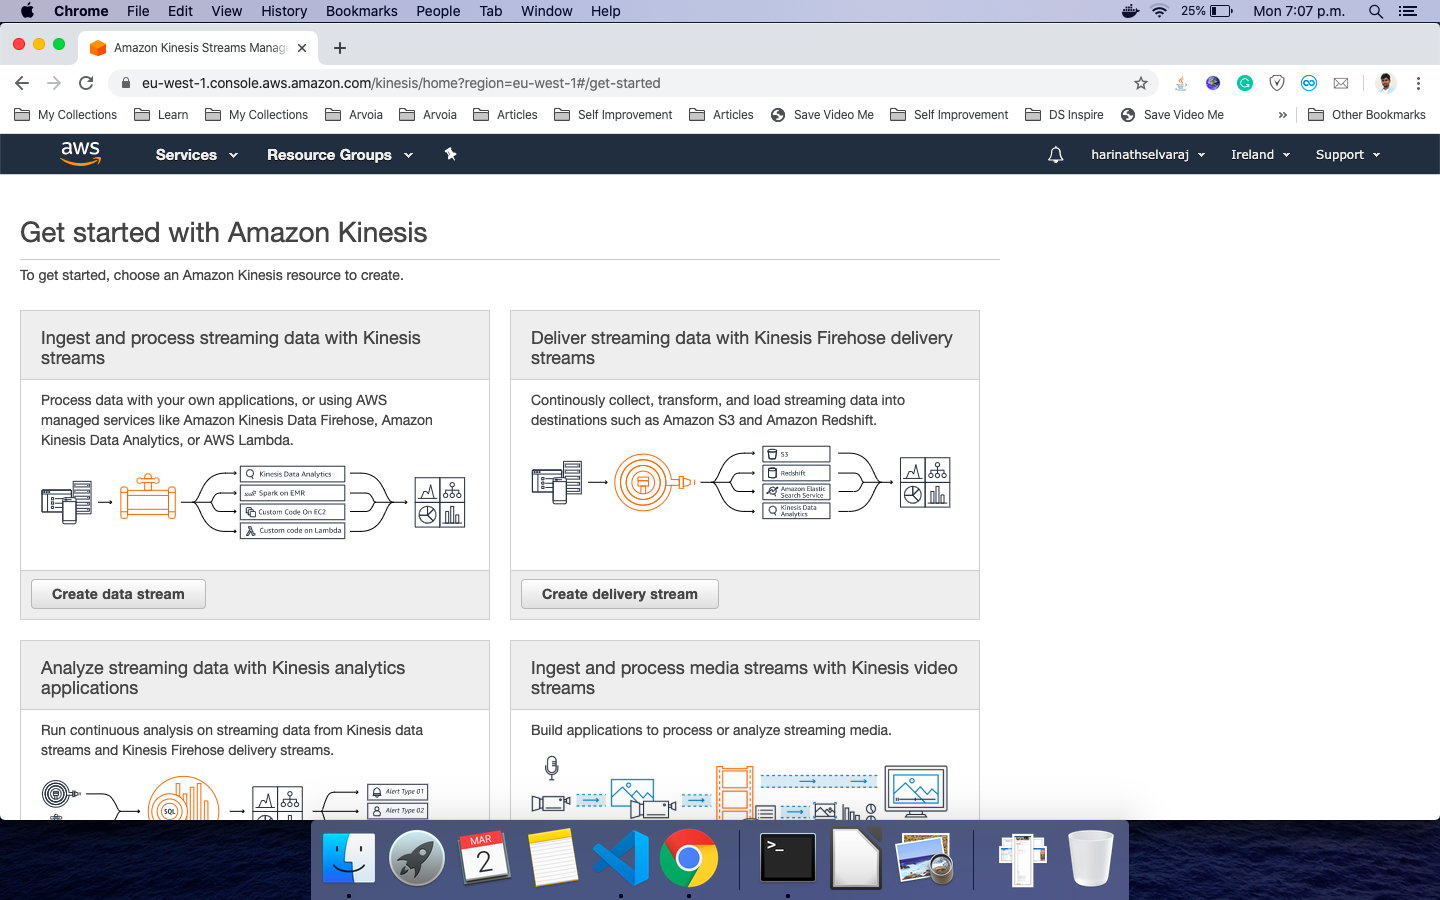 Chrome File Edit View History Bookmarks People Tab Window Help 25% Mon 7:07 p.m.
Amazon Kinesis Streams Manag
eu-west-1.console.aws.amazon.com/kinesis/home?region=eu-west-1#/get-started
My Collections Learn My Collections Arvoia Arvoia Articles Self Improvement Articles Save Video Me Self Improvement DS Inspire Save Video Me » Other Bookmarks
aws Services Resource Groups harinathselvaraj Ireland Support
Get started with Amazon Kinesis
To get started, choose an Amazon Kinesis resource to create.
Ingest and process streaming data with Kinesis
streams
Process data with your own applications, or using AWS
managed services like Amazon Kinesis Data Firehose, Amazon
Kinesis Data Analytics, or AWS Lambda.
Kinesis Data Analytics
Spark on EMR
Custom Code On EC2
Custom code on Lambda
Create data stream
Deliver streaming data with Kinesis Firehose delivery
streams
Continously collect, transform, and load streaming data into
destinations such as Amazon S3 and Amazon Redshift.
S3
Redshift
Amazon Elastic
Search Service
Kinesis Data
Analytics
Create delivery stream
Analyze streaming data with Kinesis analytics
applications
Run continuous analysis on streaming data from Kinesis data
streams and Kinesis Firehose delivery streams.
SQL
Alert Type 01
Alert Type 02
Ingest and process media streams with Kinesis video
streams
Build applications to process or analyze streaming media.
MAR
2
>_